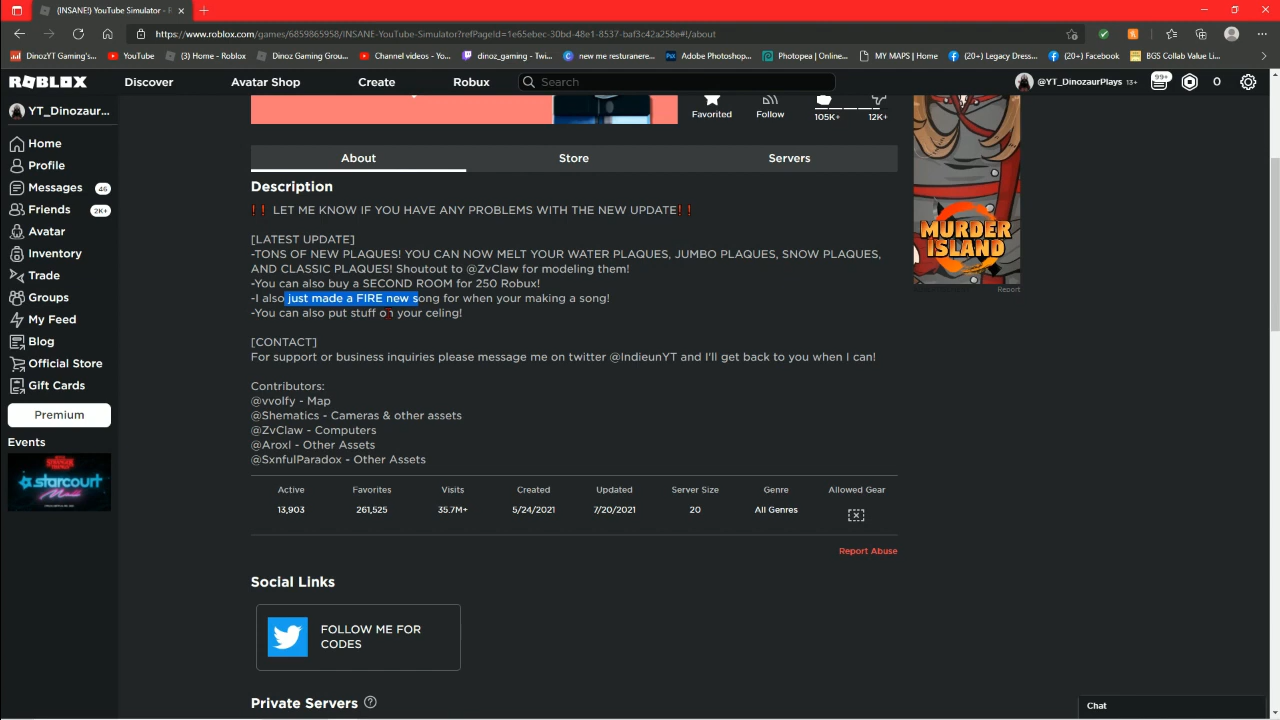 (INSANE!) YouTube Simulator - R
https://www.roblox.com/games/6859865958/INSANE-YouTube-Simulator?refPageId=1e65ebec-30bd-48e1-8537-baf3c42a258e#!/about
DinozYT Gaming's... YouTube (3) Home - Roblox Dinoz Gaming Grou... Channel videos - Yo... dinoz_gaming - Twitch new me resturanere... Adobe Photoshop,... Photopea | Online... MY MAPS | Home (20+) Legacy Dress... (20+) Facebook BGS Collab Value Li...
ROBLOX Discover Avatar Shop Create Robux Search @YT_DinozaurPlays 13+ 99+ 0
YT_Dinozaur...
Home
Profile
Messages 46
Friends 2K+
Avatar
Inventory
Trade
Groups
My Feed
Blog
Official Store
Gift Cards
Premium
Events
STRANGER THINGS
starcourt
Favorited Follow 105K+ 12K+
About Store Servers
Description
‼ LET ME KNOW IF YOU HAVE ANY PROBLEMS WITH THE NEW UPDATE‼
[LATEST UPDATE]
-TONS OF NEW PLAQUES! YOU CAN NOW MELT YOUR WATER PLAQUES, JUMBO PLAQUES, SNOW PLAQUES,
AND CLASSIC PLAQUES! Shoutout to @ZvClaw for modeling them!
-You can also buy a SECOND ROOM for 250 Robux!
-I also just made a FIRE new song for when your making a song!
-You can also put stuff on your celing!
[CONTACT]
For support or business inquiries please message me on twitter @IndieunYT and I'll get back to you when I can!
Contributors:
@vvolfy - Map
@Shematics - Cameras & other assets
@ZvClaw - Computers
@Aroxl - Other Assets
@SxnfulParadox - Other Assets
Active Favorites Visits Created Updated Server Size Genre Allowed Gear
13,903 261,525 35.7M+ 5/24/2021 7/20/2021 20 All Genres
Report Abuse
Social Links
FOLLOW ME FOR
CODES
Private Servers
MURDER
ISLAND
Report
Chat